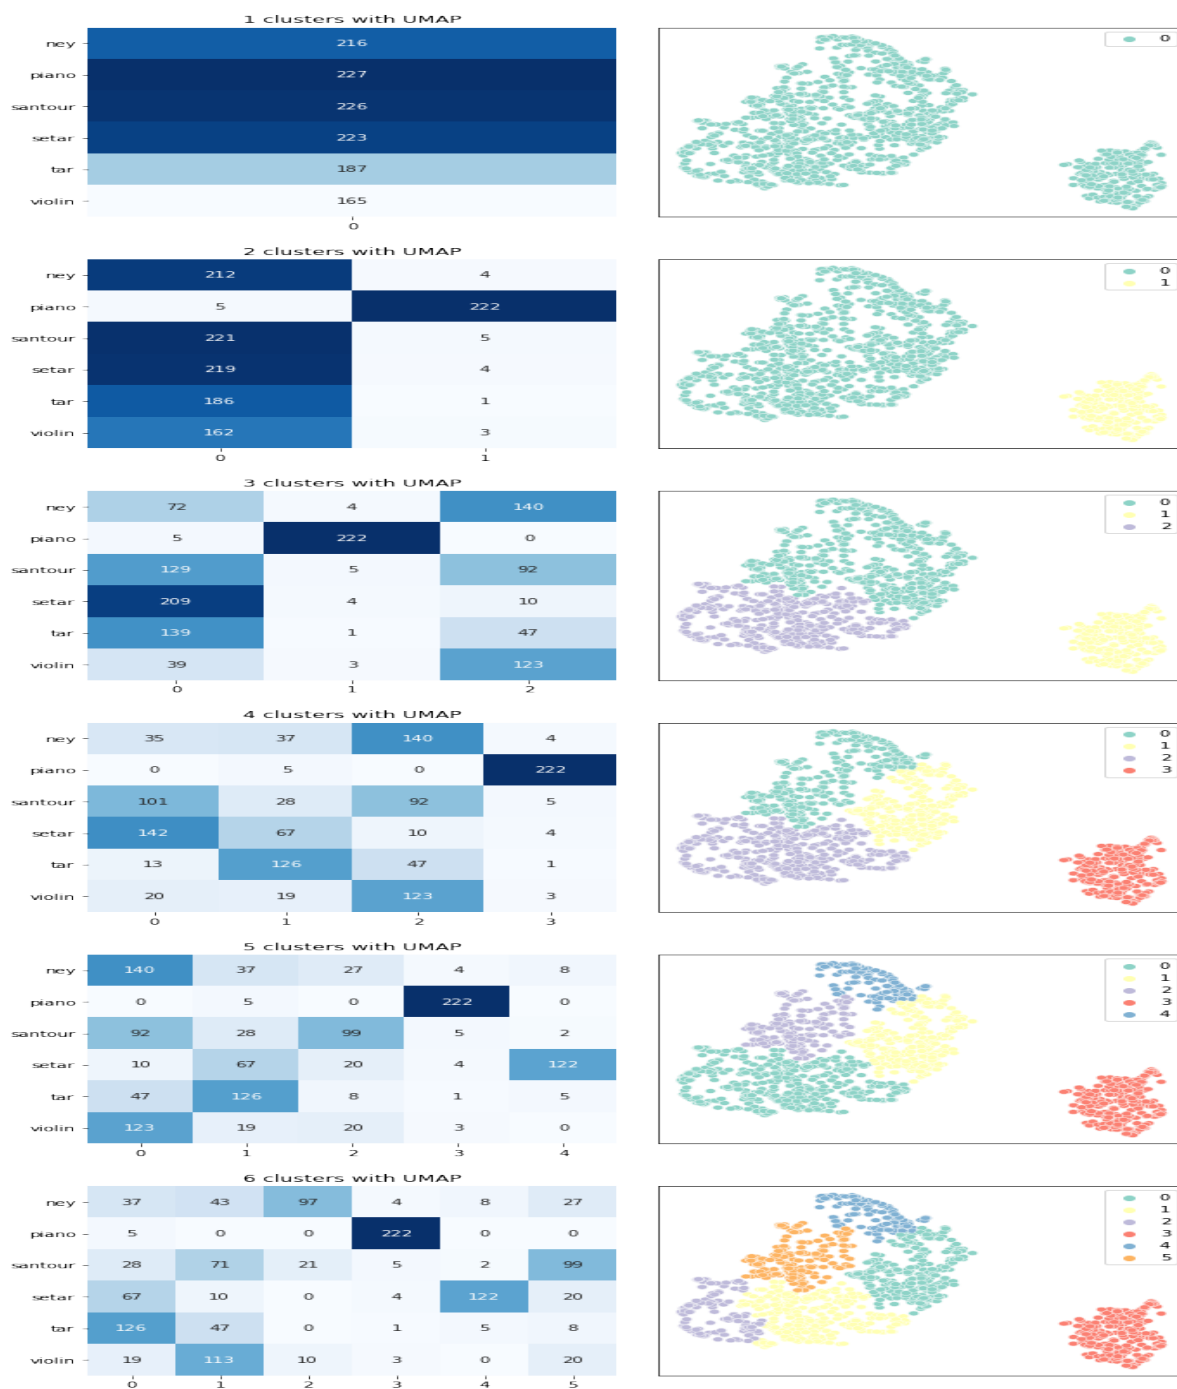 1 clusters with UMAP
ney 216
piano 227
santour 226
setar 223
tar 187
violin 165
0
0
2 clusters with UMAP
ney 212 4
piano 5 222
santour 221 5
setar 219 4
tar 186 1
violin 162 3
0 1
0
1
3 clusters with UMAP
ney 72 4 140
piano 5 222 0
santour 129 5 92
setar 209 4 10
tar 139 1 47
violin 39 3 123
0 1 2
0
1
2
4 clusters with UMAP
ney 35 37 140 4
piano 0 5 0 222
santour 101 28 92 5
setar 142 67 10 4
tar 13 126 47 1
violin 20 19 123 3
0 1 2 3
0
1
2
3
5 clusters with UMAP
ney 140 37 27 4 8
piano 0 5 0 222 0
santour 92 28 99 5 2
setar 10 67 20 4 122
tar 47 126 8 1 5
violin 123 19 20 3 0
0 1 2 3 4
0
1
2
3
4
6 clusters with UMAP
ney 37 43 97 4 8 27
piano 5 0 0 222 0 0
santour 28 71 21 5 2 99
setar 67 10 0 4 122 20
tar 126 47 0 1 5 8
violin 19 113 10 3 0 20
0 1 2 3 4 5
0
1
2
3
4
5